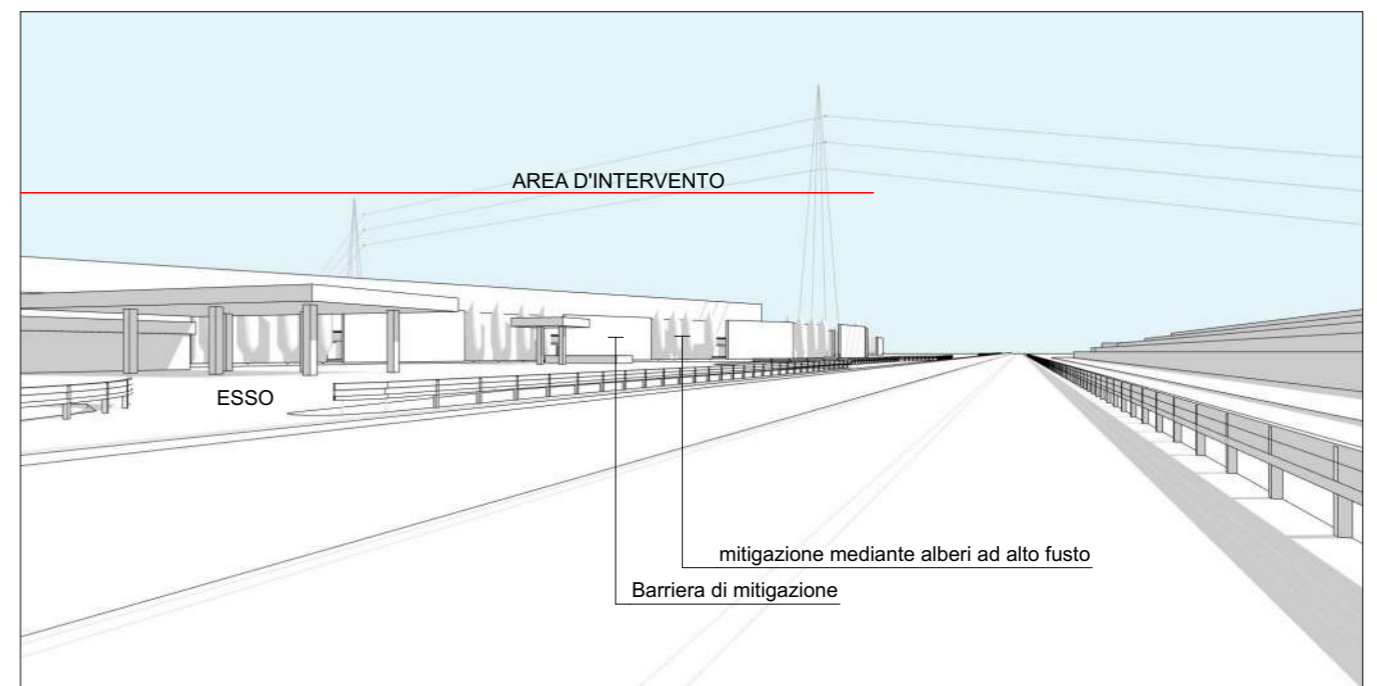 AREA D'INTERVENTO
ESSO
mitigazione mediante alberi ad alto fusto
Barriera di mitigazione